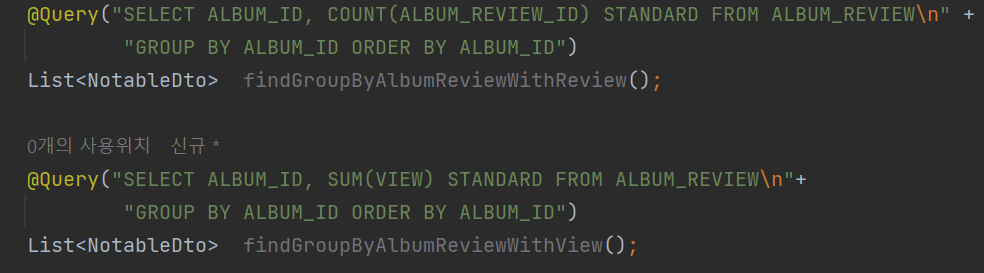 @Query("SELECT ALBUM_ID, COUNT(ALBUM_REVIEW_ID) STANDARD FROM ALBUM_REVIEW\n" +
"GROUP BY ALBUM_ID ORDER BY ALBUM_ID")
List<NotableDto>  findGroupByAlbumReviewWithReview();
0개의 사용위치   신규 *
@Query("SELECT ALBUM_ID, SUM(VIEW) STANDARD FROM ALBUM_REVIEW\n"+
"GROUP BY ALBUM_ID ORDER BY ALBUM_ID")
List<NotableDto>  findGroupByAlbumReviewWithView();